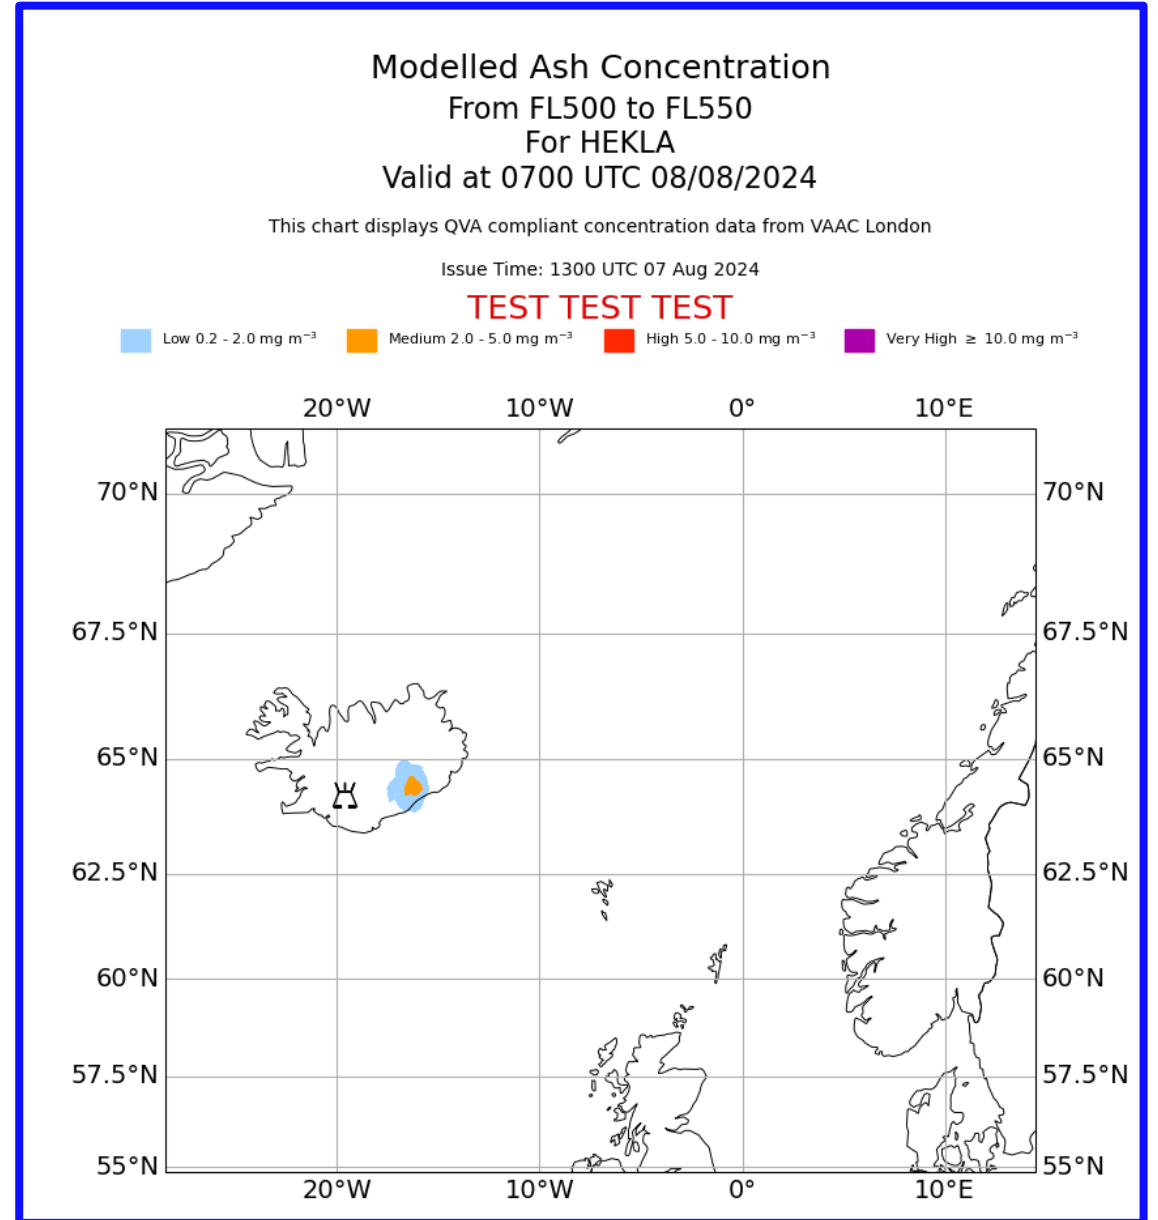 Modelled Ash Concentration
From FL500 to FL550
For HEKLA
Valid at 0700 UTC 08/08/2024
This chart displays QVA compliant concentration data from VAAC London
Issue Time: 1300 UTC 07 Aug 2024
TEST TEST TEST
Low 0.2 - 2.0 mg m⁻³ Medium 2.0 - 5.0 mg m⁻³ High 5.0 - 10.0 mg m⁻³ Very High ≥ 10.0 mg m⁻³
20°W 10°W 0° 10°E
70°N 70°N
67.5°N 67.5°N
65°N 65°N
62.5°N 62.5°N
60°N 60°N
57.5°N 57.5°N
55°N 55°N
20°W 10°W 0° 10°E